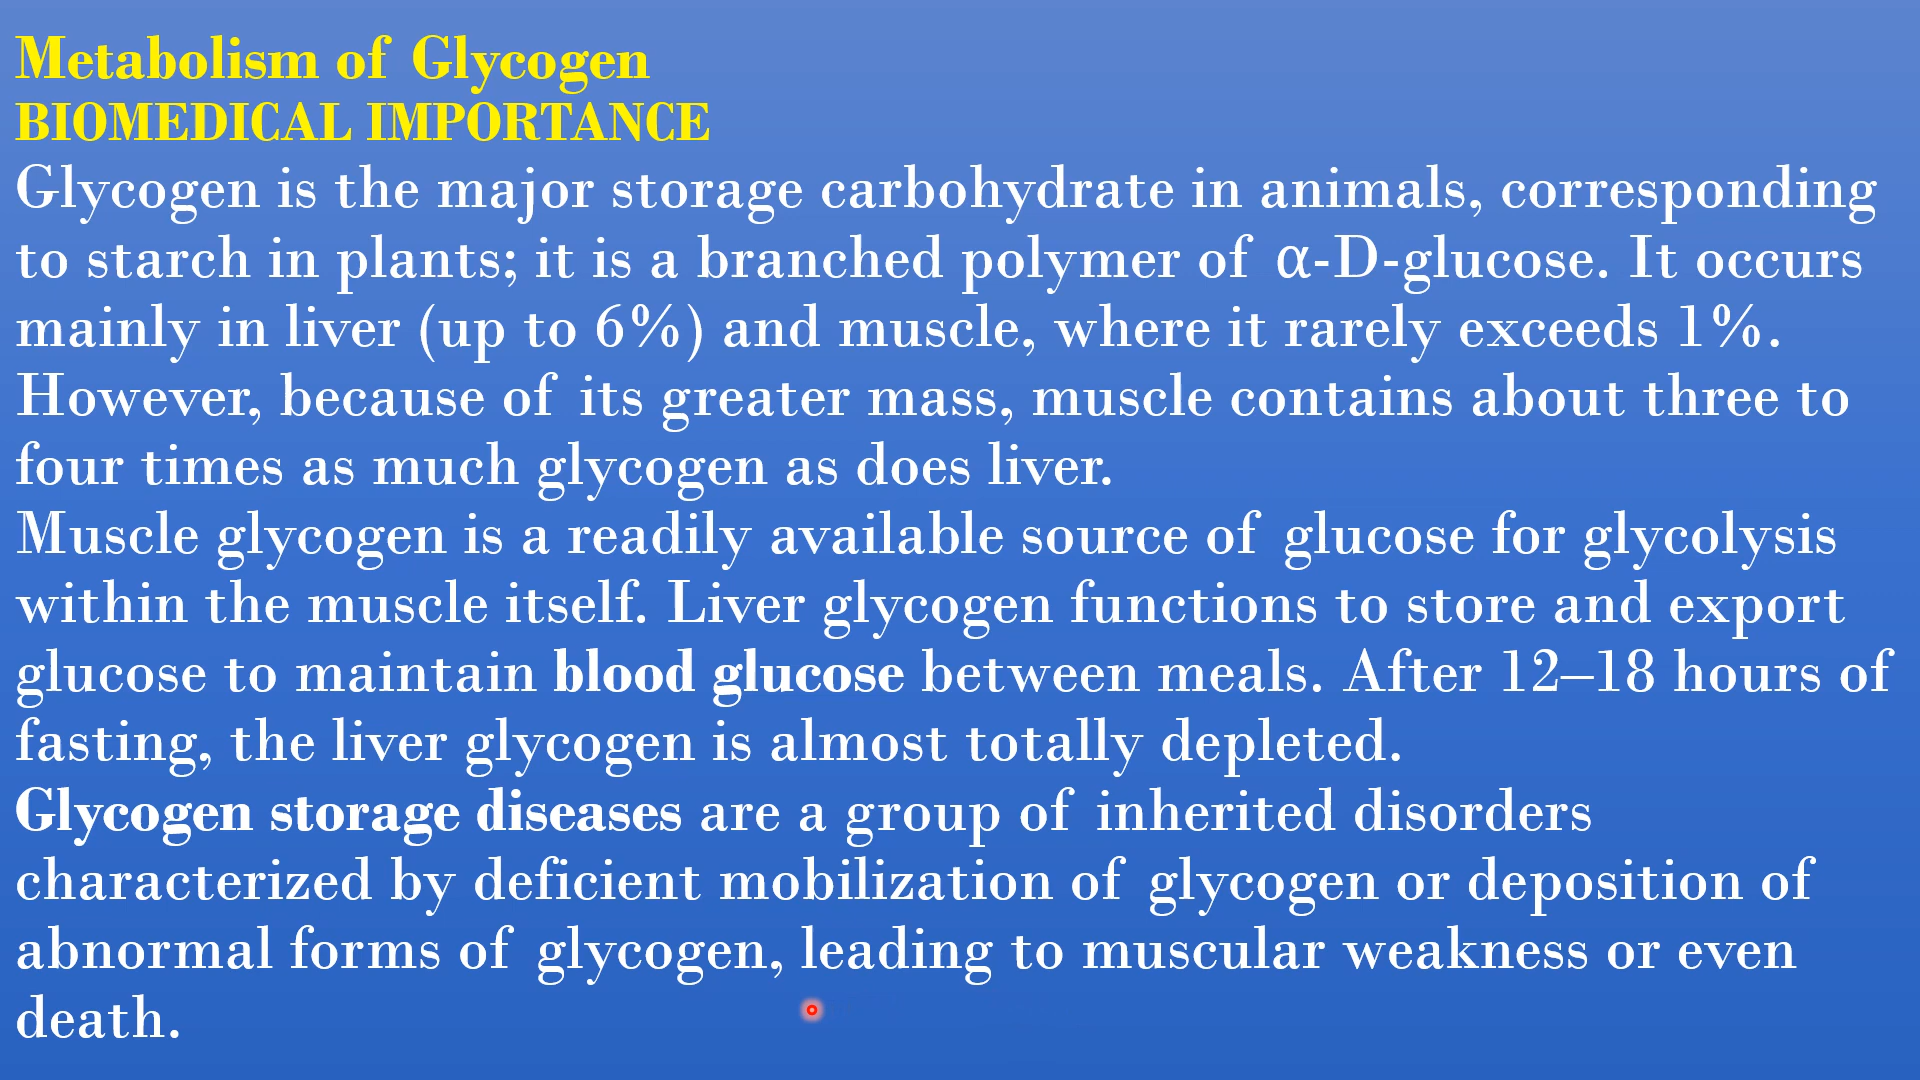 Metabolism of Glycogen
BIOMEDICAL IMPORTANCE
Glycogen is the major storage carbohydrate in animals, corresponding
to starch in plants; it is a branched polymer of α-D-glucose. It occurs
mainly in liver (up to 6%) and muscle, where it rarely exceeds 1%.
However, because of its greater mass, muscle contains about three to
four times as much glycogen as does liver.
Muscle glycogen is a readily available source of glucose for glycolysis
within the muscle itself. Liver glycogen functions to store and export
glucose to maintain blood glucose between meals. After 12–18 hours of
fasting, the liver glycogen is almost totally depleted.
Glycogen storage diseases are a group of inherited disorders
characterized by deficient mobilization of glycogen or deposition of
abnormal forms of glycogen, leading to muscular weakness or even
death.